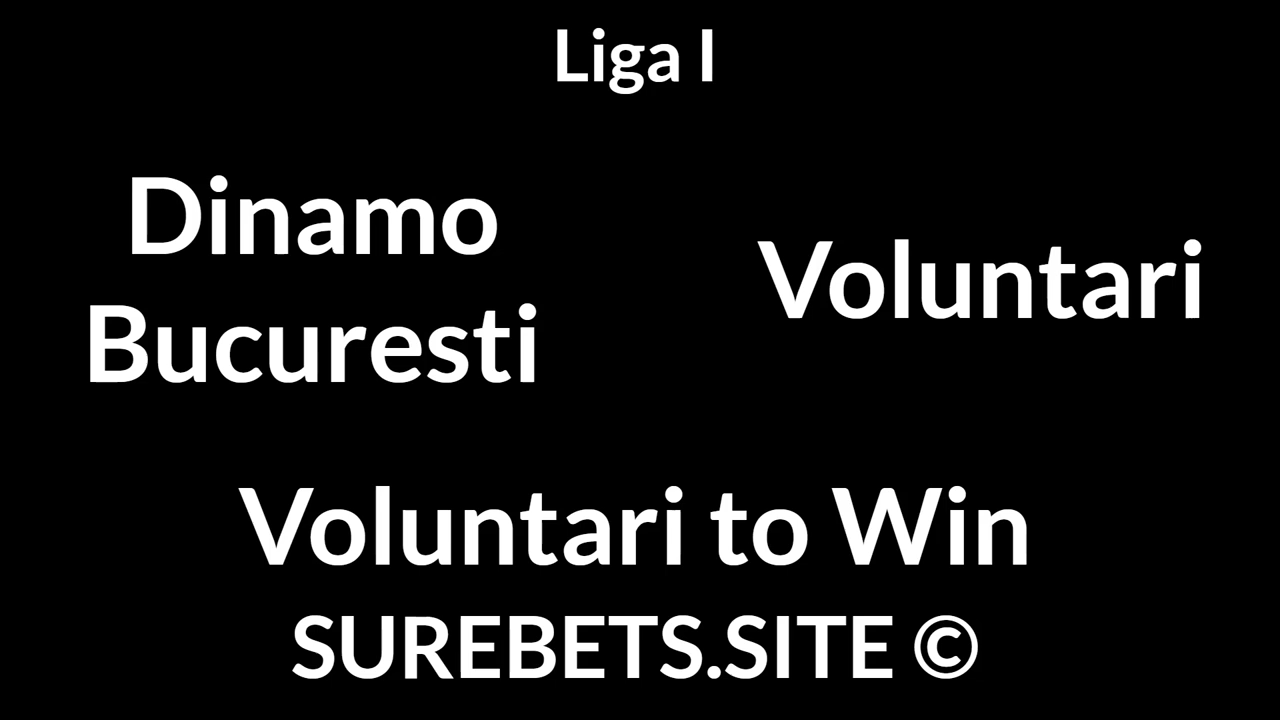 Liga I
Dinamo
Bucuresti
Voluntari
Voluntari to Win
SUREBETS.SITE ©